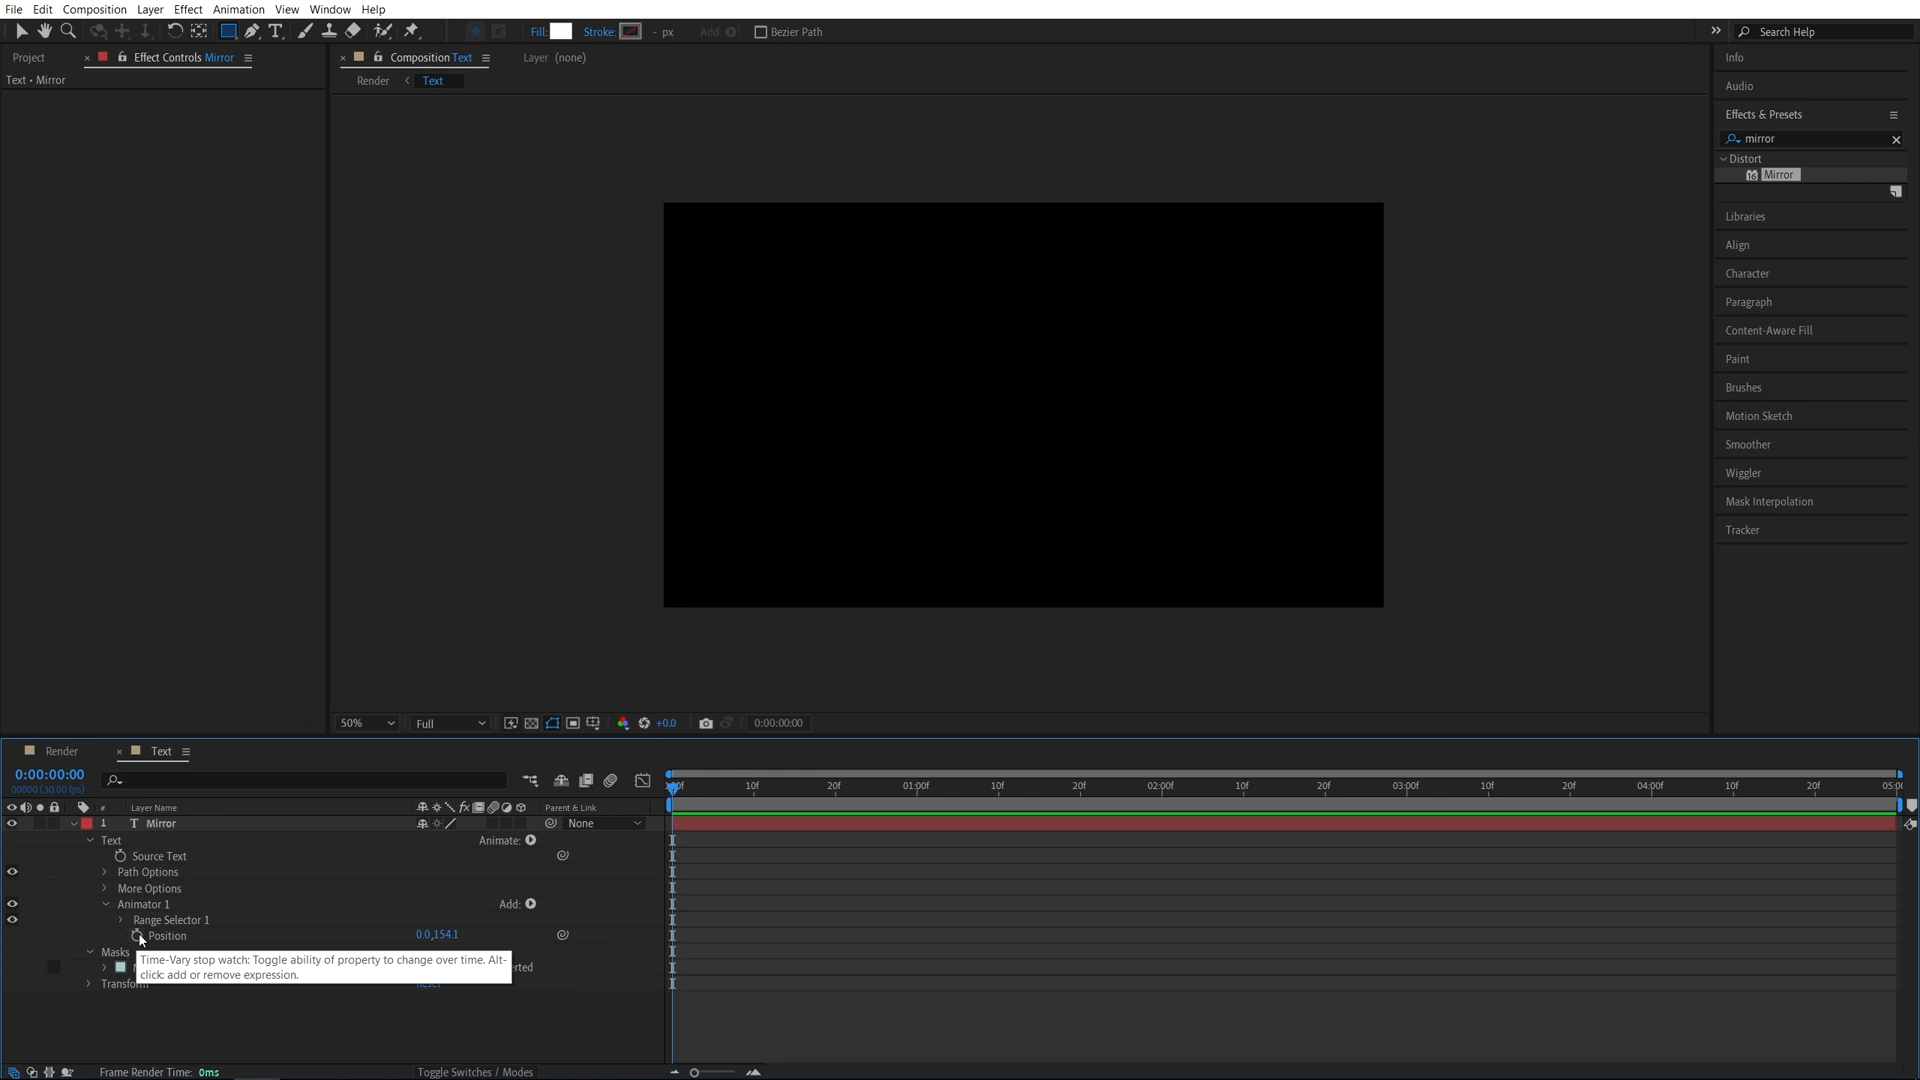 File Edit Composition Layer Effect Animation View Window Help
Fill: Stroke: - px Add: Bezier Path Search Help
Project Effect Controls Mirror Composition Text Layer (none) Info
Text • Mirror Render Text
Audio
Effects & Presets
mirror
Distort
16 Mirror
Libraries
Align
Character
Paragraph
Content-Aware Fill
Paint
Brushes
Motion Sketch
Smoother
Wiggler
Mask Interpolation
Tracker
50% Full +0.0 0:00:00:00
Render Text
0:00:00:00
00000 (30.00 fps)
10f 20f 01:00f 10f 20f 02:00f 10f 20f 03:00f 10f 20f 04:00f 10f 20f
# Layer Name fx Parent & Link
1 T Mirror None
Text Animate:
Source Text
Path Options
More Options
Animator 1 Add:
Range Selector 1
Position 0.0,154.1
Masks
Time-Vary stop watch: Toggle ability of property to change over time. Alt-
click: add or remove expression.
Transform
Frame Render Time: 0ms Toggle Switches / Modes